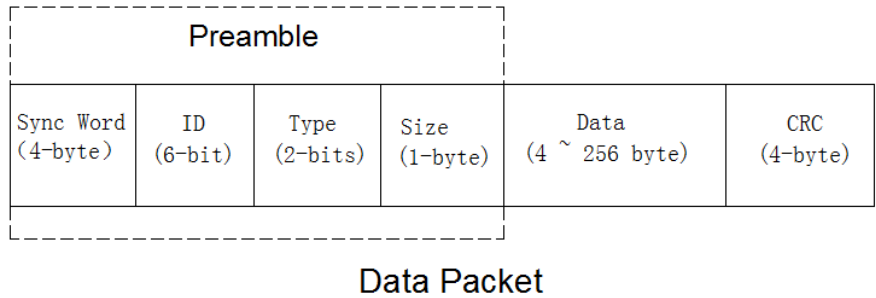 Preamble
Sync Word
(4-byte)
ID
(6-bit)
Type
(2-bits)
Size
(1-byte)
Data
(4 ~ 256 byte)
CRC
(4-byte)
Data Packet